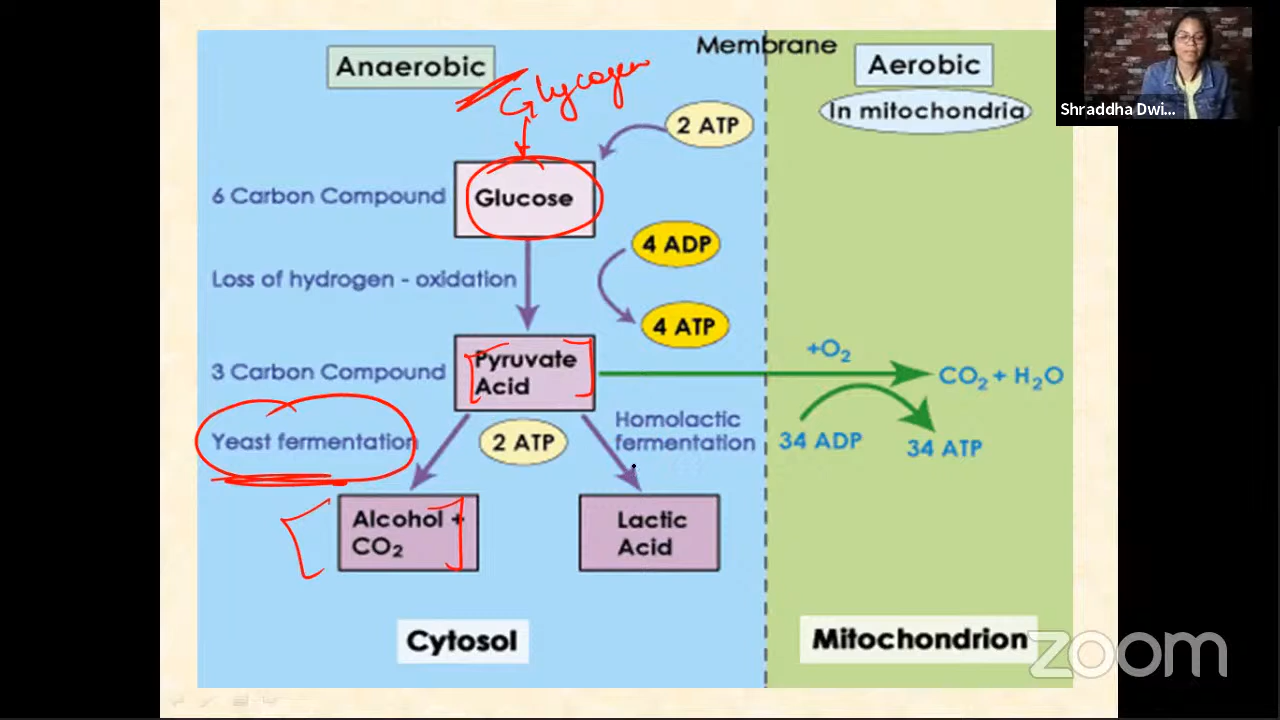 Membrane
Anaerobic
Aerobic
Glycogen
In mitochondria
Shraddha Dwi...
2 ATP
6 Carbon Compound
Glucose
4 ADP
Loss of hydrogen - oxidation
4 ATP
+O₂
3 Carbon Compound
Pyruvate
Acid
CO₂ + H₂O
Yeast fermentation
2 ATP
Homolactic
fermentation
34 ADP
34 ATP
Alcohol +
CO₂
Lactic
Acid
Cytosol
Mitochondrion
zoom